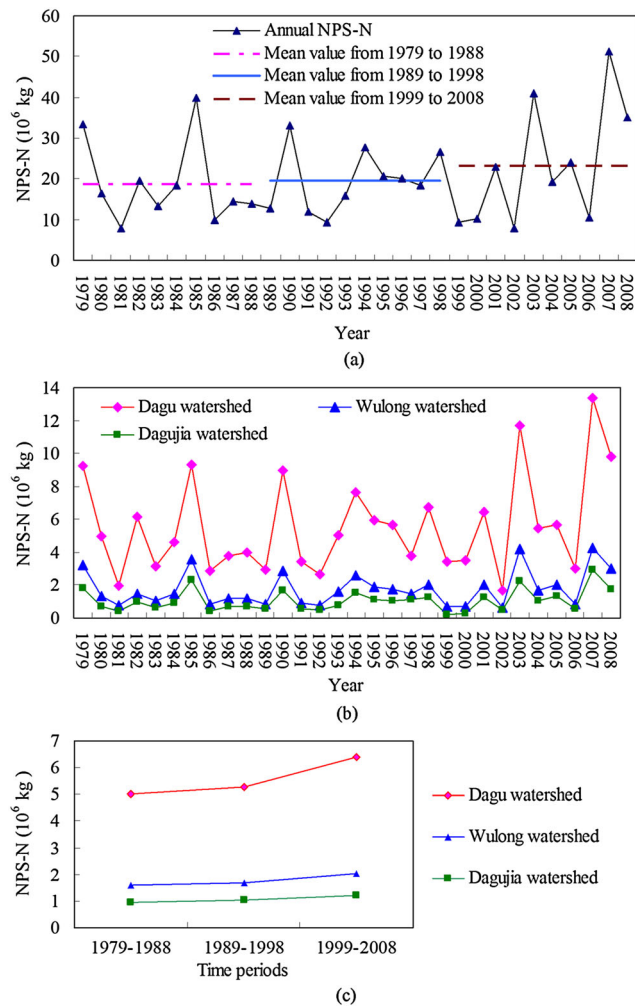 60
50
40
30
20
10
0
NPS-N (10⁶ kg)
Annual NPS-N
Mean value from 1979 to 1988
Mean value from 1989 to 1998
Mean value from 1999 to 2008
1979 1980 1981 1982 1983 1984 1985 1986 1987 1988 1989 1990 1991 1992 1993 1994 1995 1996 1997 1998 1999 2000 2001 2002 2003 2004 2005 2006 2007 2008
Year
(a)
14
12
10
8
6
4
2
0
NPS-N (10⁶ kg)
Dagu watershed Wulong watershed
Dagujia watershed
1979 1980 1981 1982 1983 1984 1985 1986 1987 1988 1989 1990 1991 1992 1993 1994 1995 1996 1997 1998 1999 2000 2001 2002 2003 2004 2005 2006 2007 2008
Year
(b)
7
6
5
4
3
2
1
0
NPS-N (10⁶ kg)
Dagu watershed
Wulong watershed
Dagujia watershed
1979-1988 1989-1998 1999-2008
Time periods
(c)